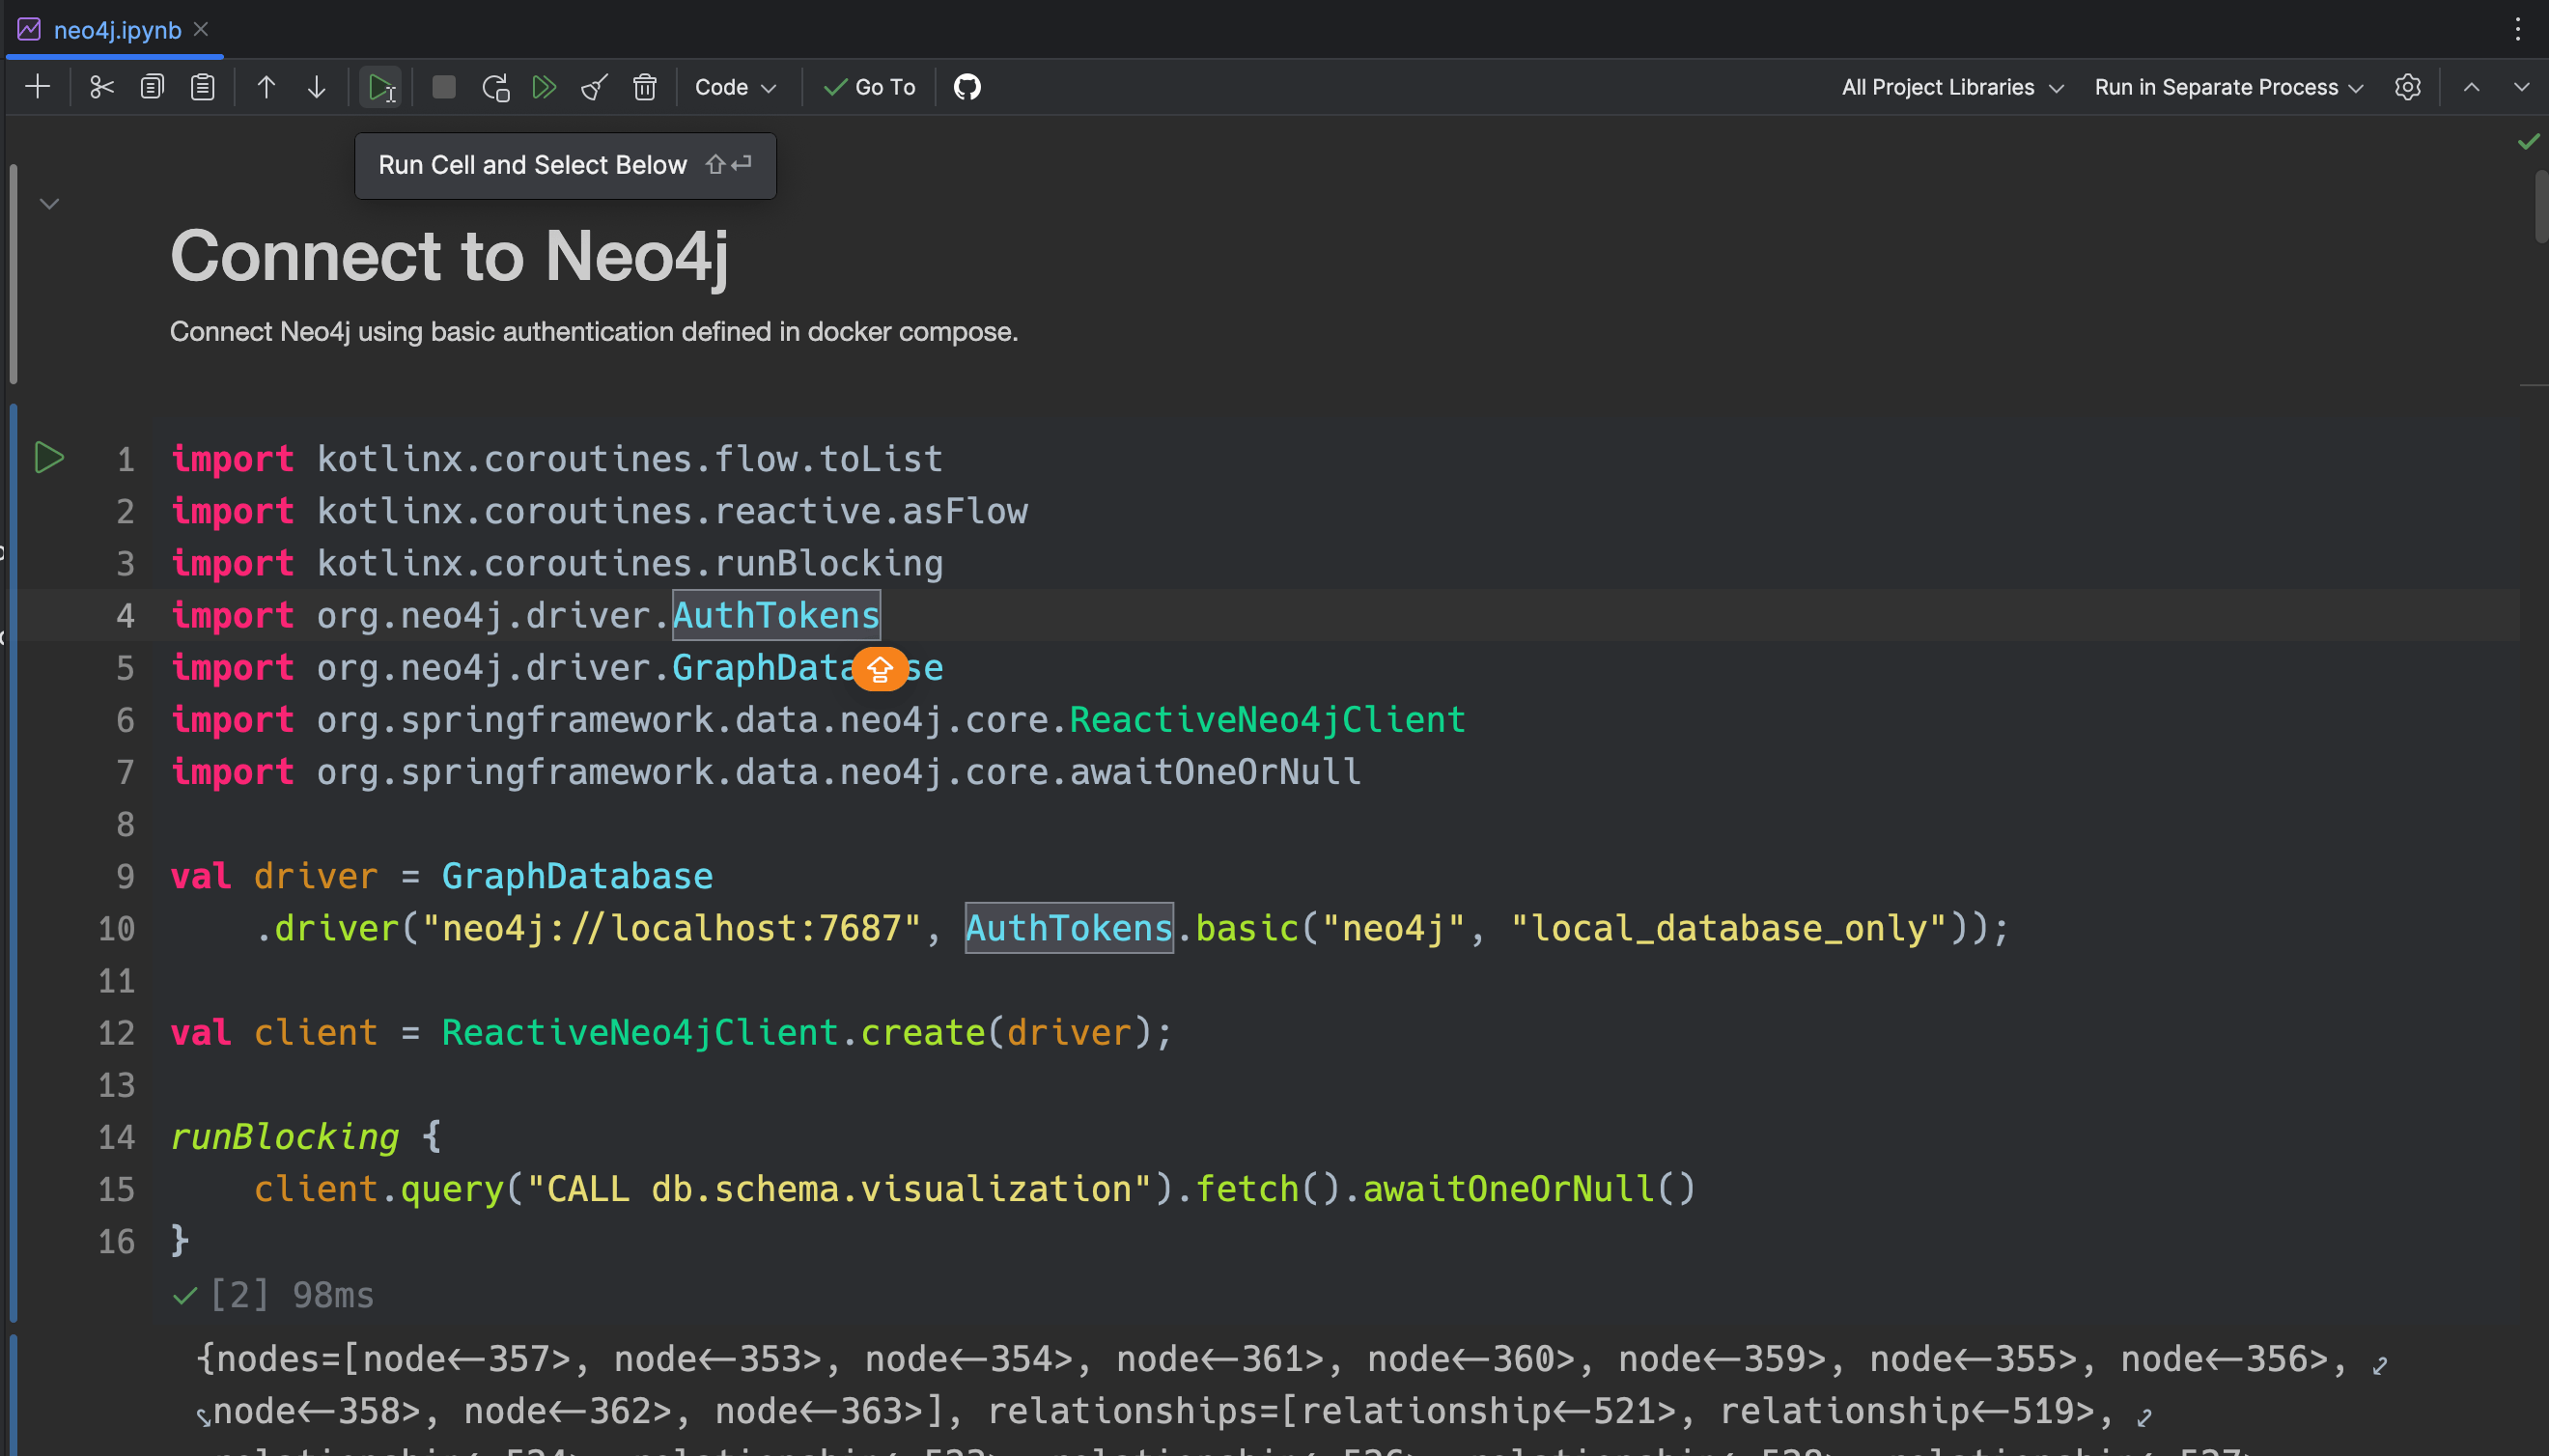 neo4j.ipynb
Code
Go To
All Project Libraries
Run in Separate Process
Run Cell and Select Below ⇧⏎
Connect to Neo4j
Connect Neo4j using basic authentication defined in docker compose.
1 import kotlinx.coroutines.flow.toList
2 import kotlinx.coroutines.reactive.asFlow
3 import kotlinx.coroutines.runBlocking
4 import org.neo4j.driver.AuthTokens
5 import org.neo4j.driver.GraphDatabase
6 import org.springframework.data.neo4j.core.ReactiveNeo4jClient
7 import org.springframework.data.neo4j.core.awaitOneOrNull
8
9 val driver = GraphDatabase
10     .driver("neo4j://localhost:7687", AuthTokens.basic("neo4j", "local_database_only"));
11
12 val client = ReactiveNeo4jClient.create(driver);
13
14 runBlocking {
15     client.query("CALL db.schema.visualization").fetch().awaitOneOrNull()
16 }
[2] 98ms
{nodes=[node<-357>, node<-353>, node<-354>, node<-361>, node<-360>, node<-359>, node<-355>, node<-356>,
node<-358>, node<-362>, node<-363>], relationships=[relationship<-521>, relationship<-519>,